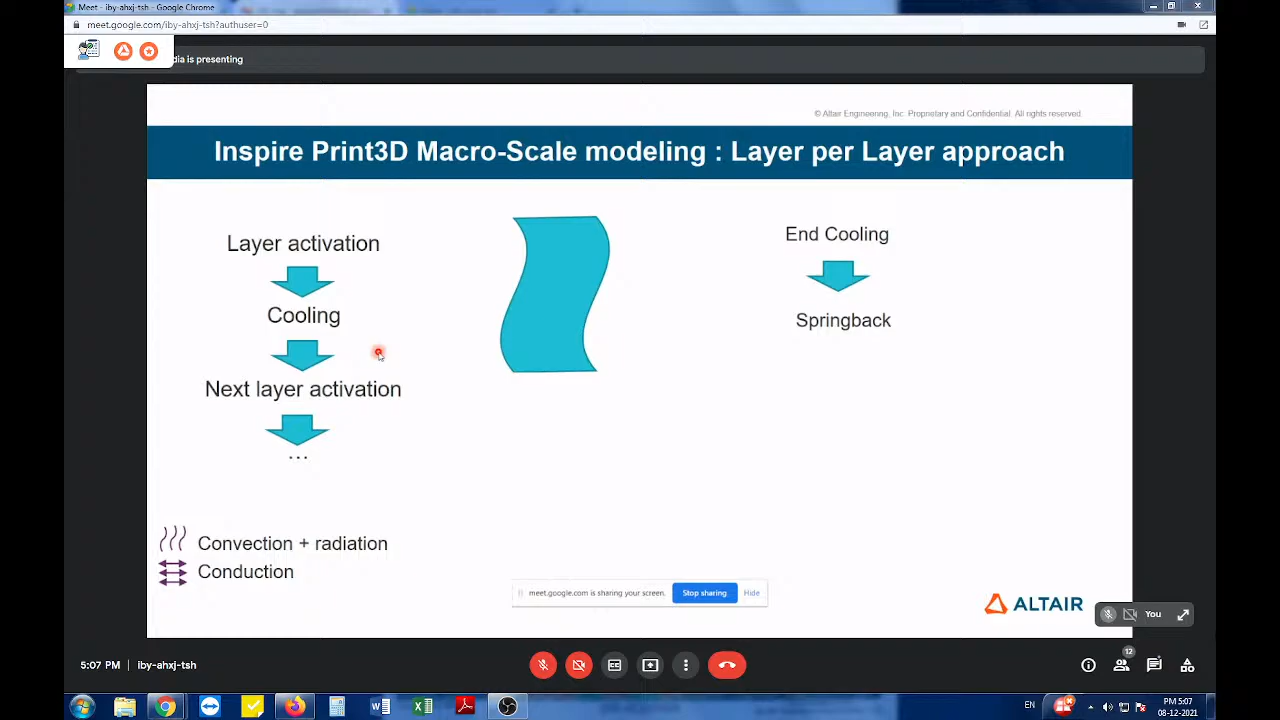 Meet - iby-ahxj-tsh - Google Chrome
meet.google.com/iby-ahxj-tsh?authuser=0
dia is presenting
© Altair Engineering, Inc. Proprietary and Confidential. All rights reserved
Inspire Print3D Macro-Scale modeling : Layer per Layer approach
Layer activation
Cooling
Next layer activation
...
End Cooling
Springback
Convection + radiation
Conduction
meet.google.com is sharing your screen.
Stop sharing
Hide
ALTAIR
You
5:07 PM
iby-ahxj-tsh
12
EN
PM 5:07
08-12-2021